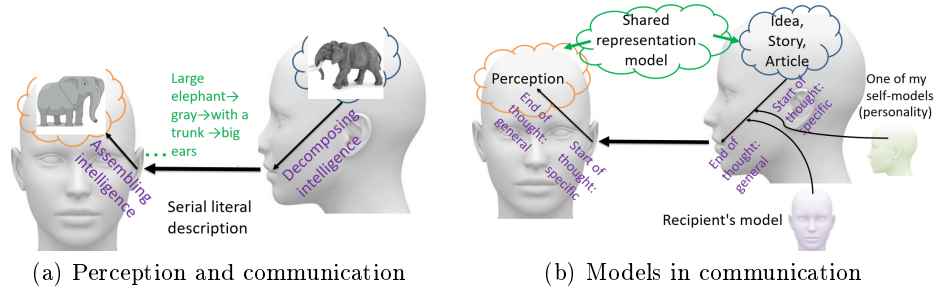 Large
elephant→
gray→with a
trunk →big
ears
...
Assembling
intelligence
Decomposing
intelligence
Serial literal
description
(a) Perception and communication
Shared
representation
model
Idea,
Story,
Article
Perception
End of
thought:
general
Start of
thought:
specific
Start of
thought:
specific
End of
thought:
general
One of my
self-models
(personality)
Recipient's model
(b) Models in communication